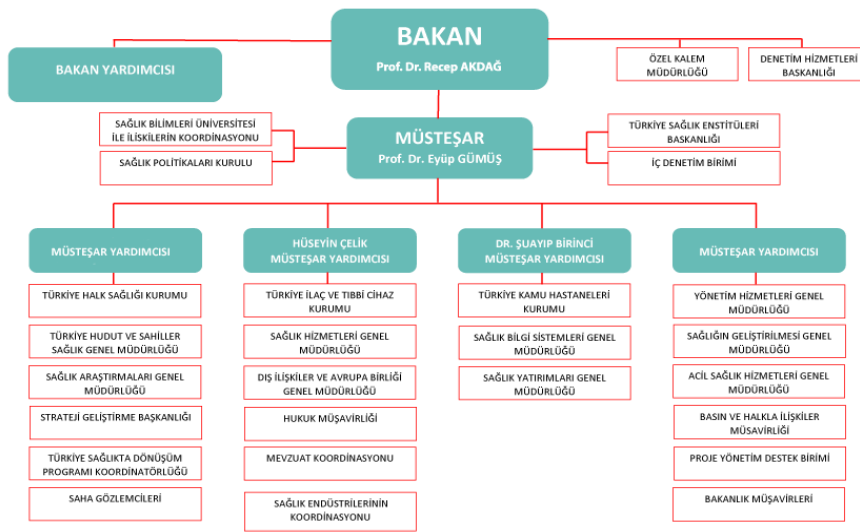 BAKAN
Prof. Dr. Recep AKDAĞ
BAKAN YARDIMCISI
ÖZEL KALEM
MÜDÜRLÜĞÜ
DENETİM HİZMETLERİ
BAŞKANLIĞI
SAĞLIK BİLİMLERİ ÜNİVERSİTESİ
İLE İLİSKİLERİN KOORDİNASYONU
SAĞLIK POLİTİKALARI KURULU
MÜSTEŞAR
Prof. Dr. Eyüp GÜMÜŞ
TÜRKİYE SAĞLIK ENSTİTÜLERİ
BASKANLIĞI
İÇ DENETİM BİRİMİ
MÜSTEŞAR YARDIMCISI
TÜRKİYE HALK SAĞLIĞI KURUMU
TÜRKİYE HUDUT VE SAHİLLER
SAĞLIK GENEL MÜDÜRLÜĞÜ
SAĞLIK ARAŞTIRMALARI GENEL
MÜDÜRLÜĞÜ
STRATEJİ GELİŞTİRME BAŞKANLIĞI
TÜRKİYE SAĞLIKTA DÖNÜŞÜM
PROGRAMI KOORDİNATÖRLÜĞÜ
SAHA GÖZLEMCİLERİ
HÜSEYİN ÇELİK
MÜSTEŞAR YARDIMCISI
TÜRKİYE İLAÇ VE TIBBİ CİHAZ
KURUMU
SAĞLIK HİZMETLERİ GENEL
MÜDÜRLÜĞÜ
DIŞ İLİŞKİLER VE AVRUPA BİRLİĞİ
GENEL MÜDÜRLÜĞÜ
HUKUK MÜŞAVİRLİĞİ
MEVZUAT KOORDİNASYONU
SAĞLIK ENDÜSTRİLERİNİN
KOORDİNASYONU
DR. ŞUAYIP BİRİNCİ
MÜSTEŞAR YARDIMCISI
TÜRKİYE KAMU HASTANELERİ
KURUMU
SAĞLIK BİLGİ SİSTEMLERİ GENEL
MÜDÜRLÜĞÜ
SAĞLIK YATIRIMLARI GENEL
MÜDÜRLÜĞÜ
MÜSTEŞAR YARDIMCISI
YÖNETİM HİZMETLERİ GENEL
MÜDÜRLÜĞÜ
SAĞLIĞIN GELİŞTİRİLMESİ GENEL
MÜDÜRLÜĞÜ
ACİL SAĞLIK HİZMETLERİ GENEL
MÜDÜRLÜĞÜ
BASIN VE HALKLA İLİŞKİLER
MÜSAVİRLİĞİ
PROJE YÖNETİM DESTEK BİRİMİ
BAKANLIK MÜŞAVİRLERİ